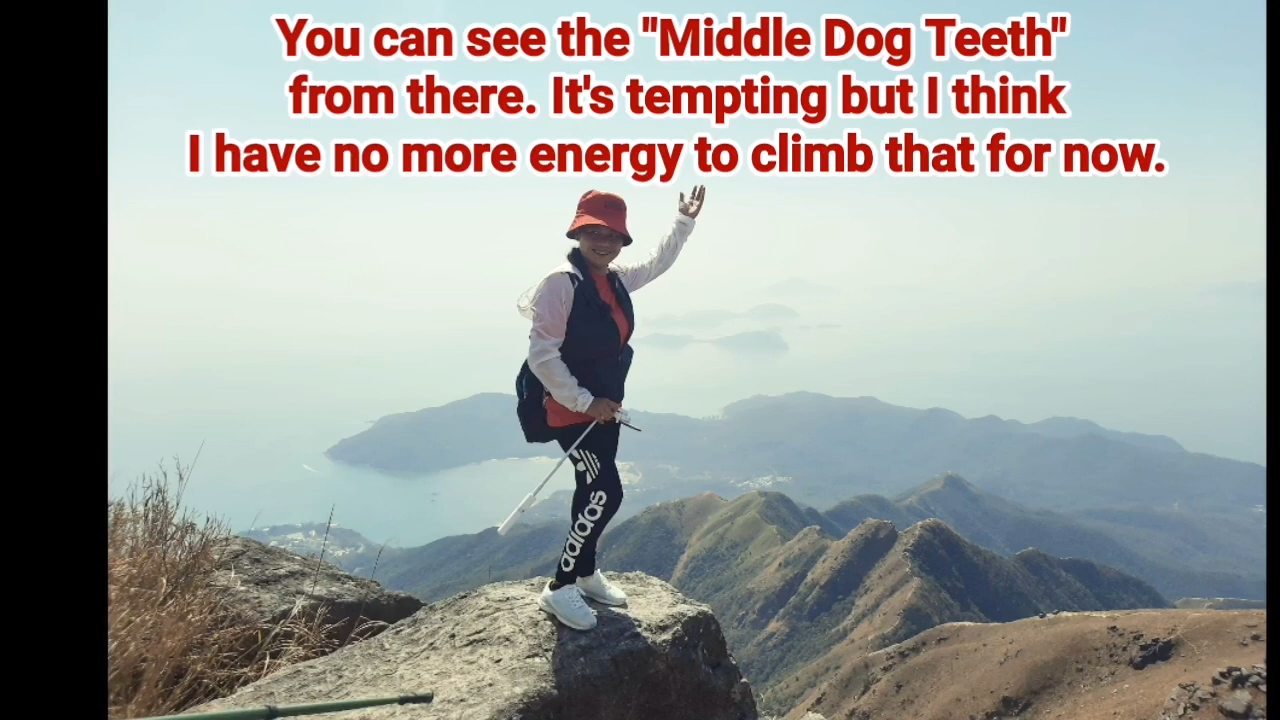 You can see the "Middle Dog Teeth"
from there. It's tempting but I think
I have no more energy to climb that for now.
adidas